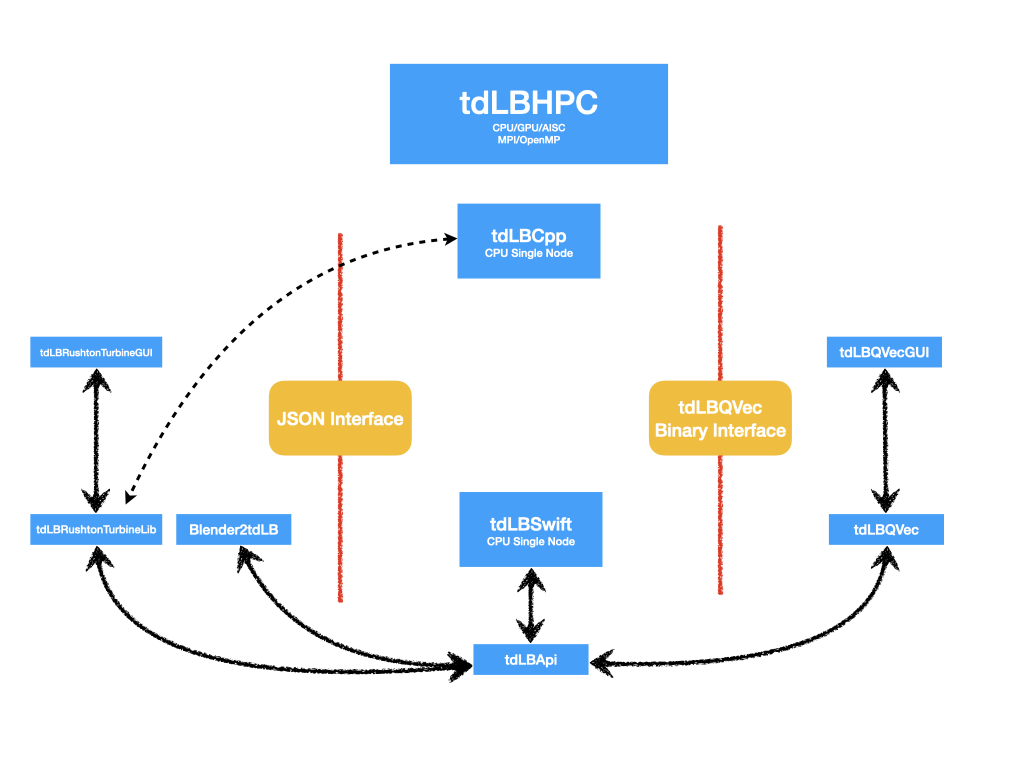 tdLBHPC
CPU/GPU/AISC
MPI/OpenMP
tdLBCpp
CPU Single Node
tdLBRushtonTurbineGUI
tdLBQVecGUI
JSON Interface
tdLBQVec
Binary Interface
tdLBRushtonTurbineLib
Blender2tdLB
tdLBSwift
CPU Single Node
tdLBQVec
tdLBApi